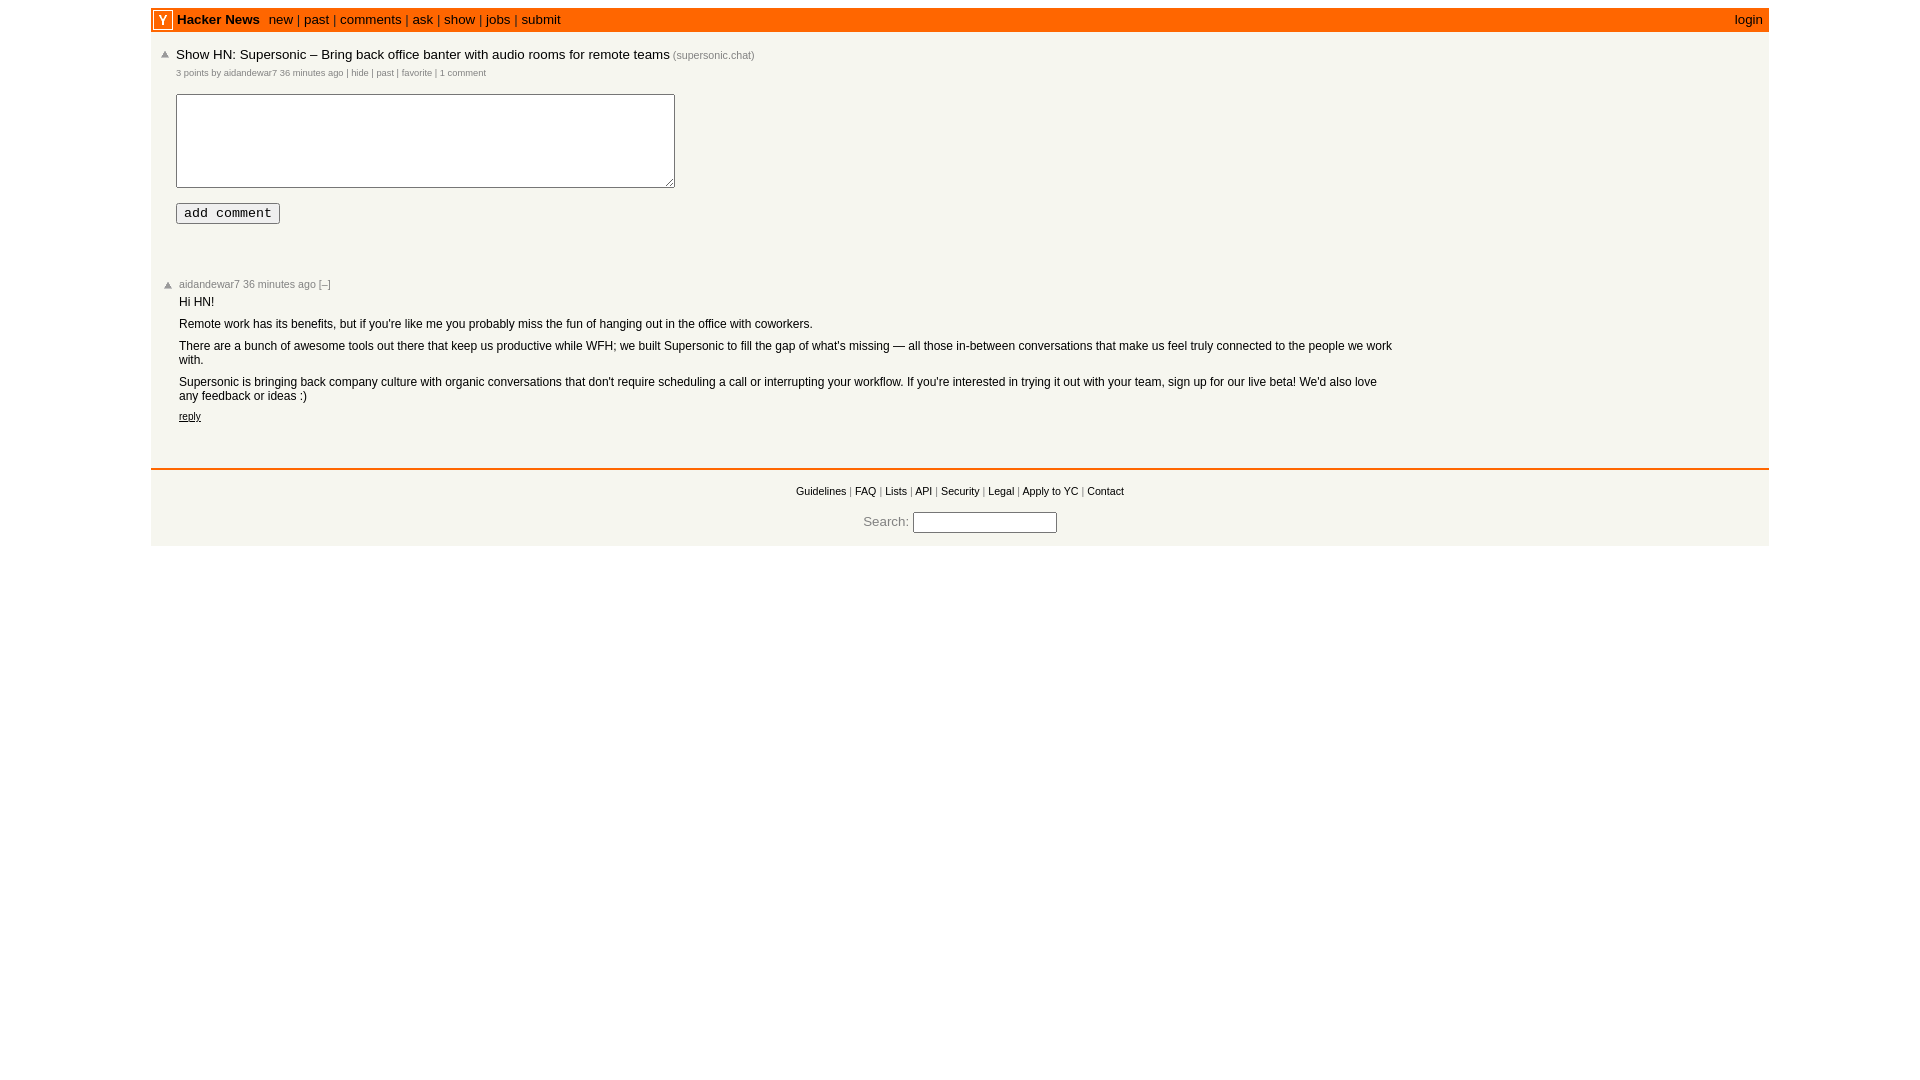 Y Hacker News new | past | comments | ask | show | jobs | submit login
Show HN: Supersonic – Bring back office banter with audio rooms for remote teams (supersonic.chat)
3 points by aidandewar7 36 minutes ago | hide | past | favorite | 1 comment
add comment
aidandewar7 36 minutes ago [–]
Hi HN!
Remote work has its benefits, but if you're like me you probably miss the fun of hanging out in the office with coworkers.
There are a bunch of awesome tools out there that keep us productive while WFH; we built Supersonic to fill the gap of what's missing — all those in-between conversations that make us feel truly connected to the people we work
with.
Supersonic is bringing back company culture with organic conversations that don't require scheduling a call or interrupting your workflow. If you're interested in trying it out with your team, sign up for our live beta! We'd also love
any feedback or ideas :)
reply
Guidelines | FAQ | Lists | API | Security | Legal | Apply to YC | Contact
Search: